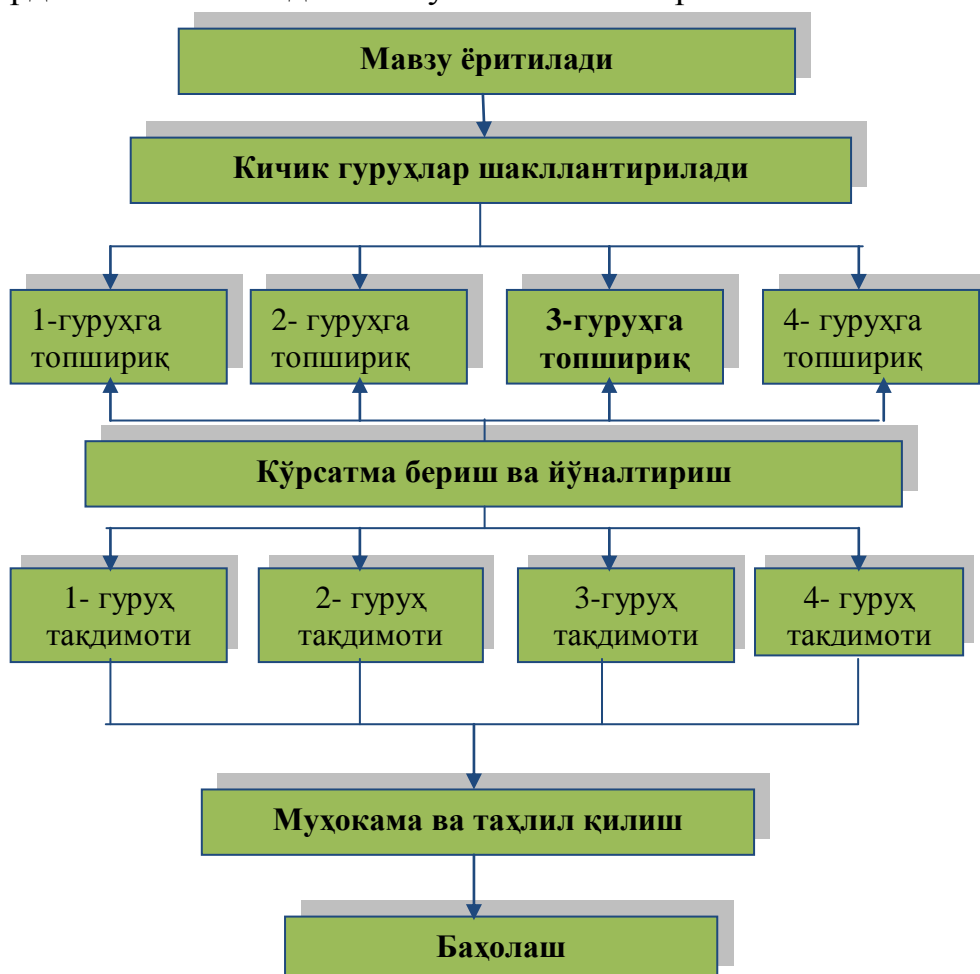 Мавзу ёритилади
Кичик гуруҳлар шакллантирилади
1-гуруҳга
топшириқ
2- гуруҳга
топшириқ
3-гуруҳга
топшириқ
4- гуруҳга
топшириқ
Кўрсатма бериш ва йўналтириш
1- гуруҳ
тақдимоти
2- гуруҳ
тақдимоти
3-гуруҳ
тақдимоти
4- гуруҳ
тақдимоти
Муҳокама ва таҳлил қилиш
Баҳолаш